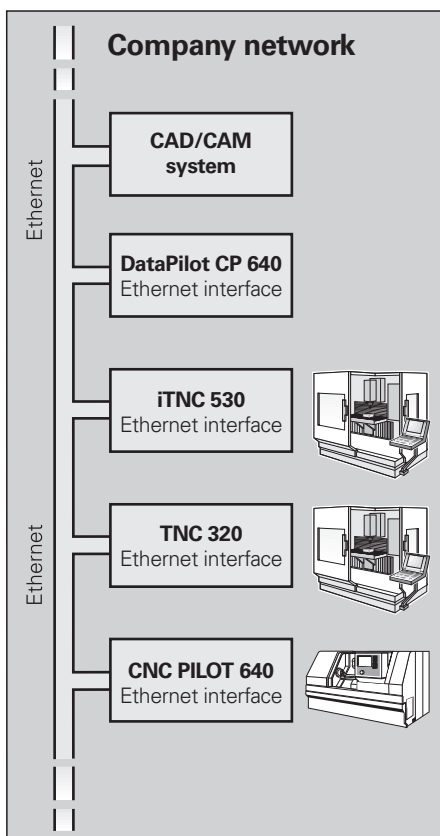 Company network
CAD/CAM
system
Ethernet
DataPilot CP 640
Ethernet interface
iTNC 530
Ethernet interface
TNC 320
Ethernet interface
Ethernet
CNC PILOT 640
Ethernet interface